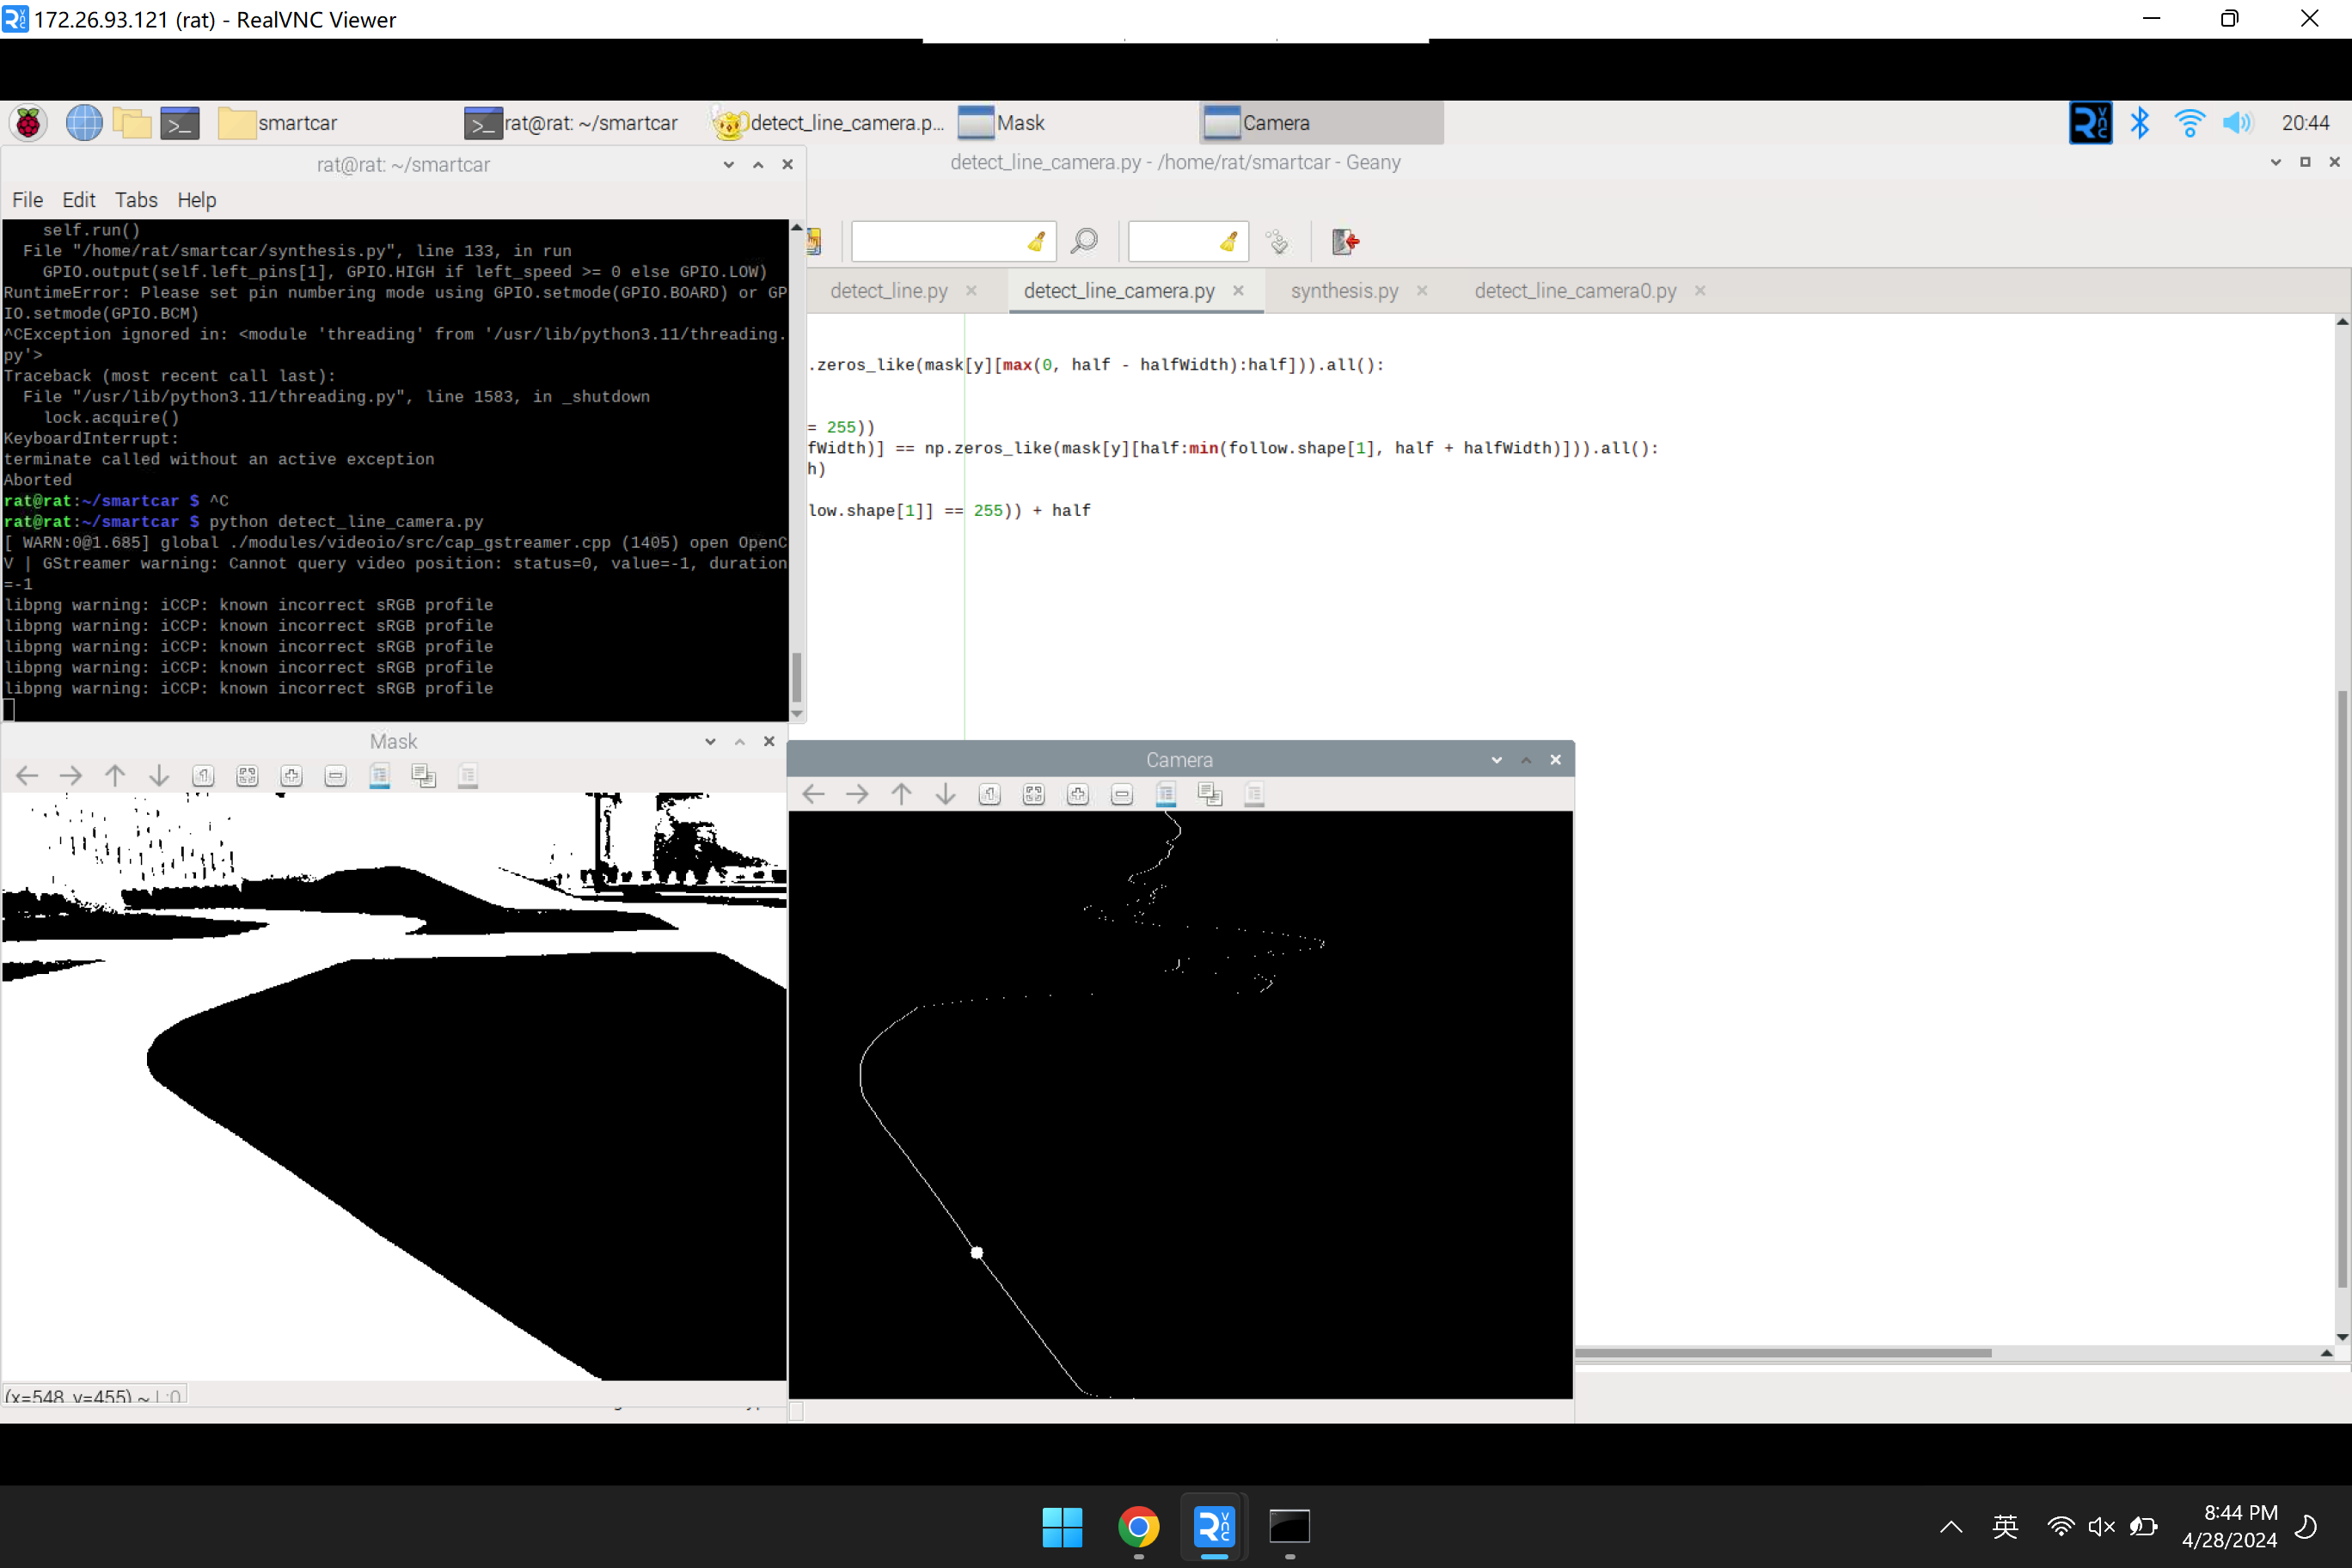 172.26.93.121 (rat) - RealVNC Viewer
smartcar
rat@rat: ~/smartcar
detect_line_camera.p...
Mask
Camera
20:44
rat@rat: ~/smartcar
detect_line_camera.py - /home/rat/smartcar - Geany
File Edit Tabs Help
self.run()
File "/home/rat/smartcar/synthesis.py", line 133, in run
GPIO.output(self.left_pins[1], GPIO.HIGH if left_speed >= 0 else GPIO.LOW)
RuntimeError: Please set pin numbering mode using GPIO.setmode(GPIO.BOARD) or GP
IO.setmode(GPIO.BCM)
^CException ignored in: <module 'threading' from '/usr/lib/python3.11/threading.
py'>
Traceback (most recent call last):
File "/usr/lib/python3.11/threading.py", line 1583, in _shutdown
lock.acquire()
KeyboardInterrupt:
terminate called without an active exception
Aborted
rat@rat:~/smartcar $ ^C
rat@rat:~/smartcar $ python detect_line_camera.py
[ WARN:0@1.685] global ./modules/videoio/src/cap_gstreamer.cpp (1405) open OpenC
V | GStreamer warning: Cannot query video position: status=0, value=-1, duration
=-1
libpng warning: iCCP: known incorrect sRGB profile
libpng warning: iCCP: known incorrect sRGB profile
libpng warning: iCCP: known incorrect sRGB profile
libpng warning: iCCP: known incorrect sRGB profile
libpng warning: iCCP: known incorrect sRGB profile
detect_line.py
detect_line_camera.py
synthesis.py
detect_line_camera0.py
.zeros_like(mask[y][max(0, half - halfWidth):half])).all():
= 255))
fWidth)] == np.zeros_like(mask[y][half:min(follow.shape[1], half + halfWidth)])).all():
h)
low.shape[1]] == 255)) + half
Mask
Camera
(x=548, y=455) ~ L:0
英
8:44 PM
4/28/2024